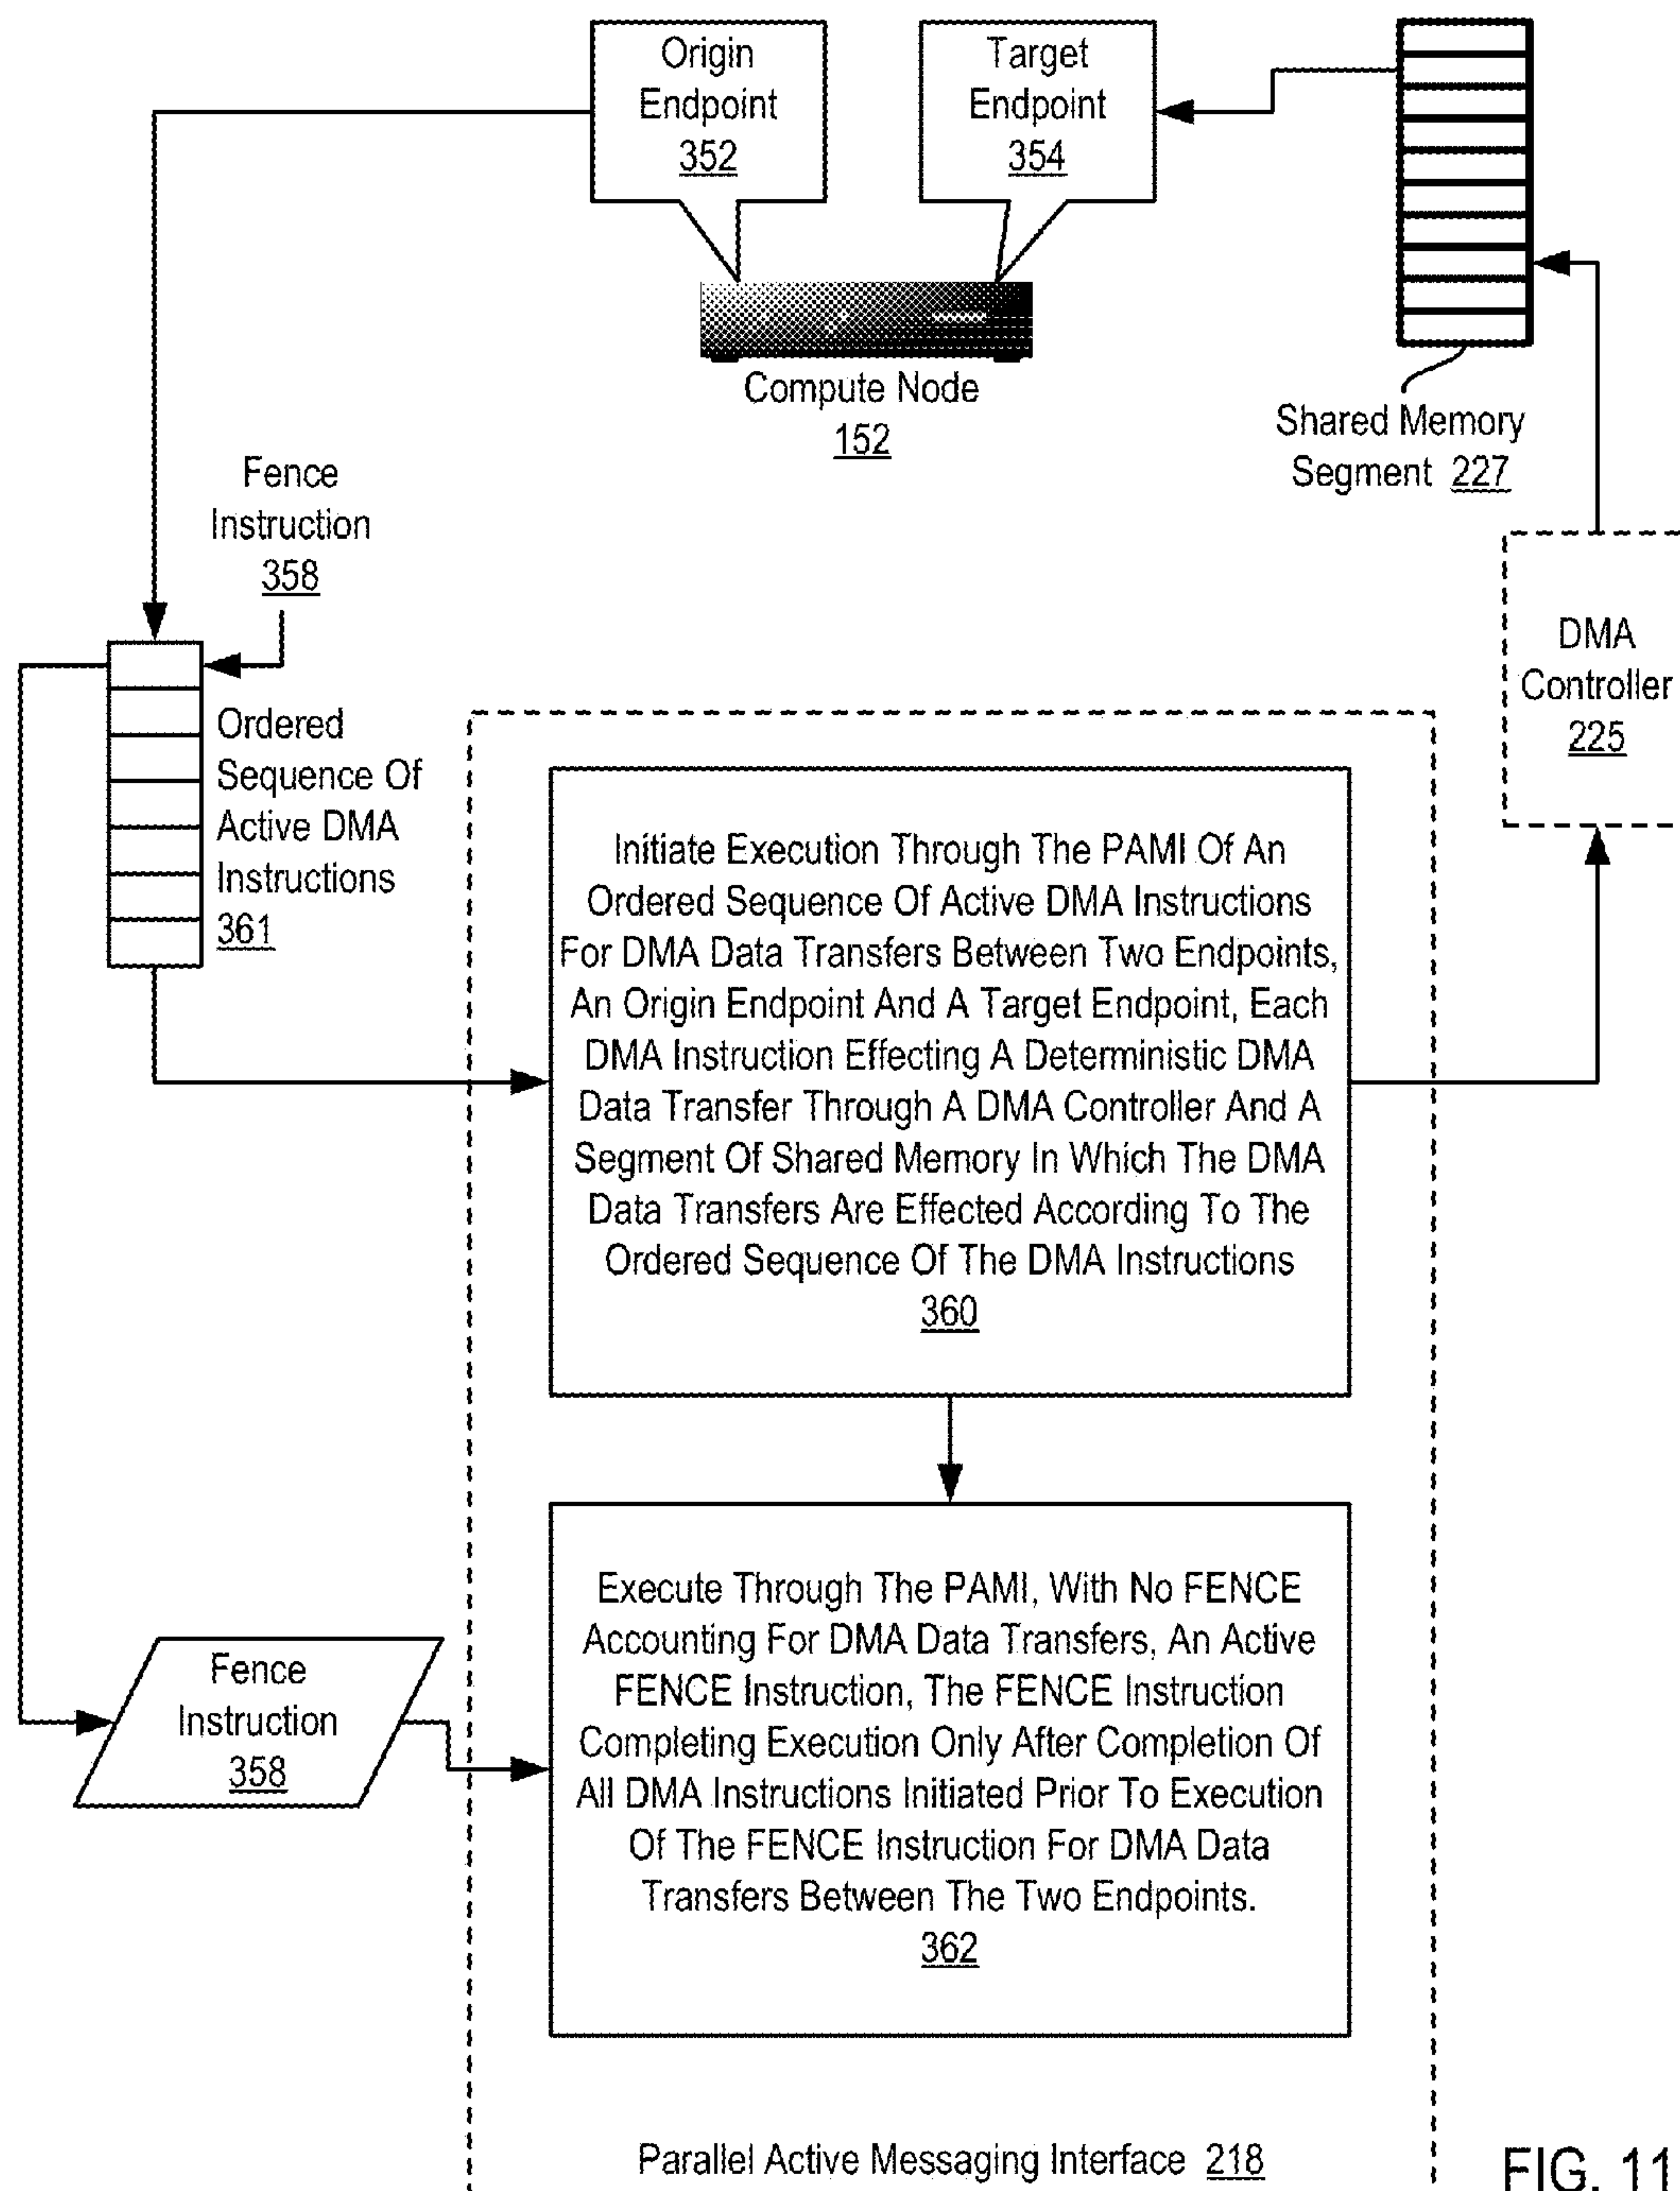 Origin
Endpoint
352
Target
Endpoint
354
Compute Node
152
Shared Memory
Segment 227
Fence
Instruction
358
DMA
Controller
225
Ordered
Sequence Of
Active DMA
Instructions
361
Initiate Execution Through The PAMI Of An
Ordered Sequence Of Active DMA Instructions
For DMA Data Transfers Between Two Endpoints,
An Origin Endpoint And A Target Endpoint, Each
DMA Instruction Effecting A Deterministic DMA
Data Transfer Through A DMA Controller And A
Segment Of Shared Memory In Which The DMA
Data Transfers Are Effected According To The
Ordered Sequence Of The DMA Instructions
360
Execute Through The PAMI, With No FENCE
Accounting For DMA Data Transfers, An Active
FENCE Instruction, The FENCE Instruction
Completing Execution Only After Completion Of
All DMA Instructions Initiated Prior To Execution
Of The FENCE Instruction For DMA Data
Transfers Between The Two Endpoints.
362
Fence
Instruction
358
Parallel Active Messaging Interface 218
FIG. 11